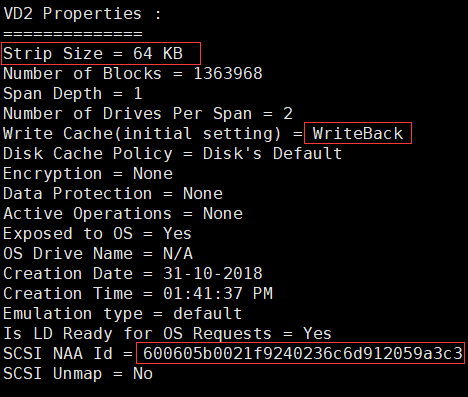 VD2 Properties :
==============
Strip Size = 64 KB
Number of Blocks = 1363968
Span Depth = 1
Number of Drives Per Span = 2
Write Cache(initial setting) = WriteBack
Disk Cache Policy = Disk's Default
Encryption = None
Data Protection = None
Active Operations = None
Exposed to OS = Yes
OS Drive Name = N/A
Creation Date = 31-10-2018
Creation Time = 01:41:37 PM
Emulation type = default
Is LD Ready for OS Requests = Yes
SCSI NAA Id = 600605b0021f9240236c6d912059a3c3
SCSI Unmap = No